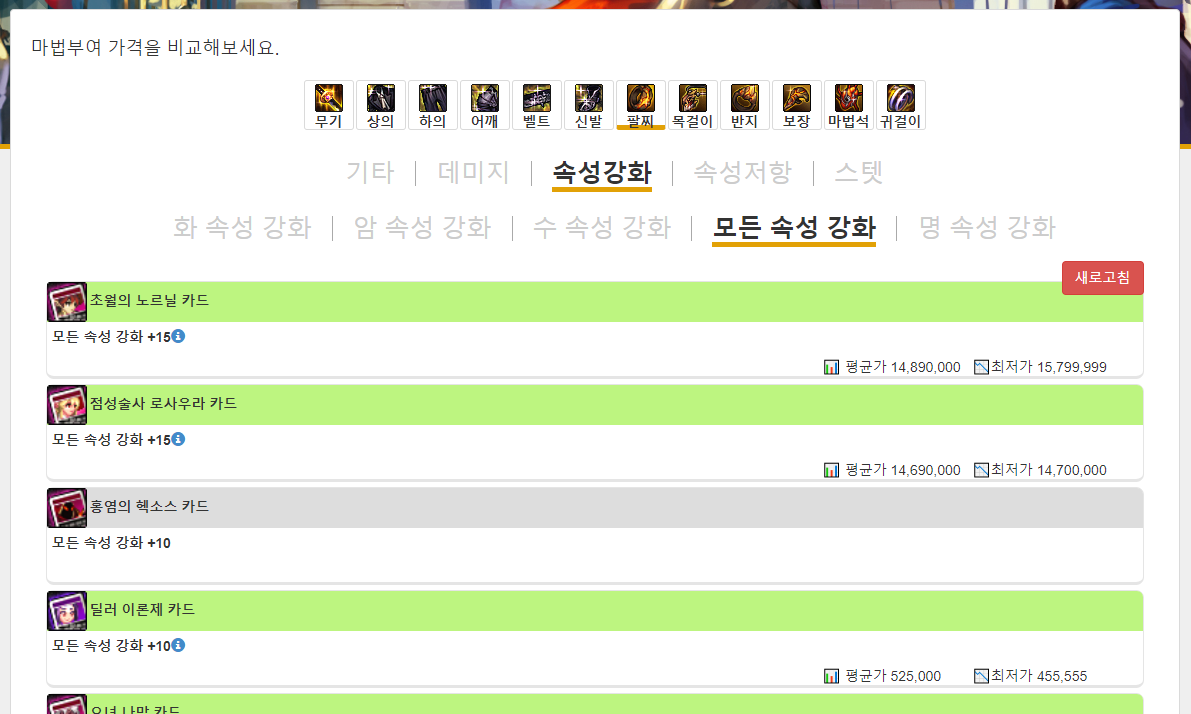 마법부여 가격을 비교해보세요.
무기 상의 하의 어깨 벨트 신발 팔찌 목걸이 반지 보장 마법석 귀걸이
기타 데미지 속성강화 속성저항 스텟
화 속성 강화 암 속성 강화 수 속성 강화 모든 속성 강화 명 속성 강화
새로고침
초월의 노르닐 카드
모든 속성 강화 +15
평균가 14,890,000 최저가 15,799,999
점성술사 로사우라 카드
모든 속성 강화 +15
평균가 14,690,000 최저가 14,700,000
홍염의 헥소스 카드
모든 속성 강화 +10
딜러 이론제 카드
모든 속성 강화 +10
평균가 525,000 최저가 455,555
카드